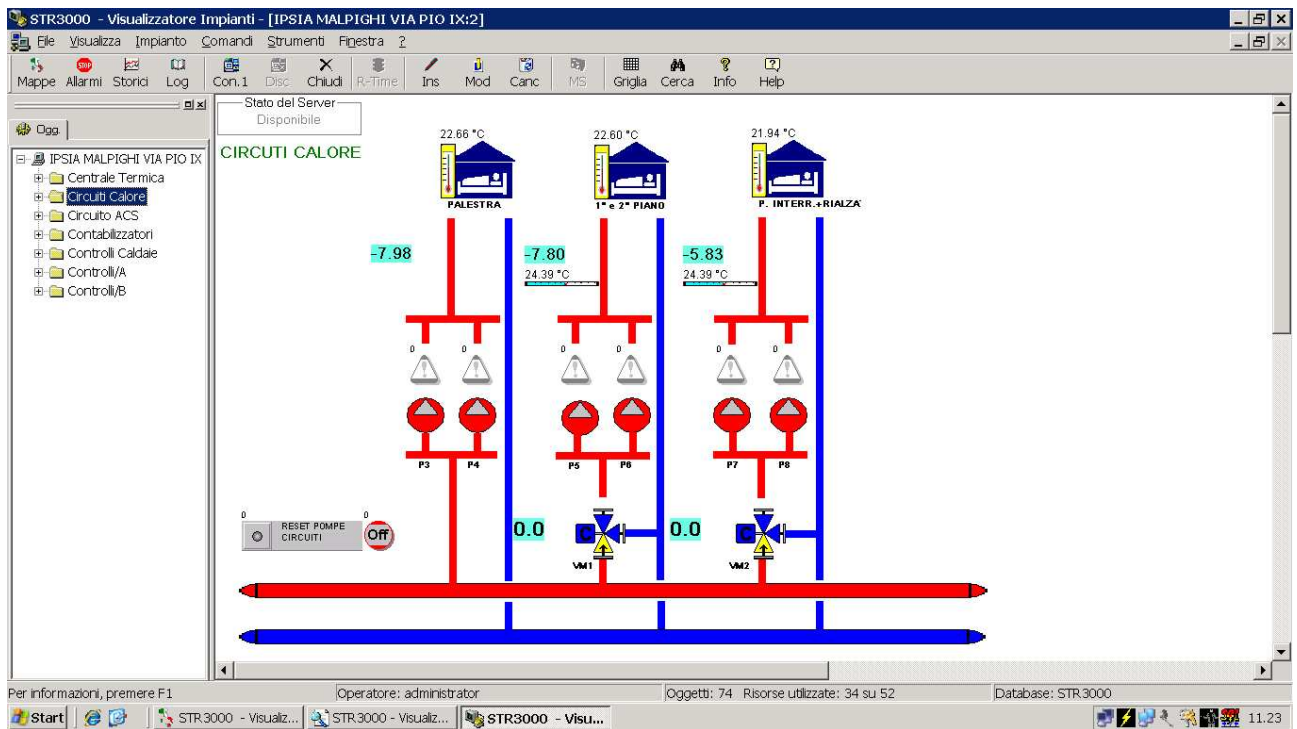 STR3000 - Visualizzatore Impianti - [IPSIA MALPIGHI VIA PIO IX:2]
File Visualizza Impianto Comandi Strumenti Finestra ?
Mappe Allarmi Storici Log Con.1 Disc Chiudi R-Time Ins Mod Canc MS Griglia Cerca Info Help
Ogg.
IPSIA MALPIGHI VIA PIO IX
Centrale Termica
Circuiti Calore
Circuito ACS
Contabilizzatori
Controlli Caldaie
Controlli/A
Controlli/B
Stato del Server
Disponibile
CIRCUTI CALORE
22.66 °C 22.60 °C 21.94 °C
PALESTRA 1° e 2° PIANO P. INTERR.+RIALZA
-7.98 -7.80 -5.83
24.39 °C 24.39 °C
0 0 0 0 0 0
P3 P4 P5 P6 P7 P8
0 0
RESET POMPE
CIRCUITI
Off
0.0 C 0.0 C
VM1 VM2
Per informazioni, premere F1 Operatore: administrator Oggetti: 74 Risorse utilizzate: 34 su 52 Database: STR3000
Start STR3000 - Visualiz... STR3000 - Visualiz... STR3000 - Visu... 11.23